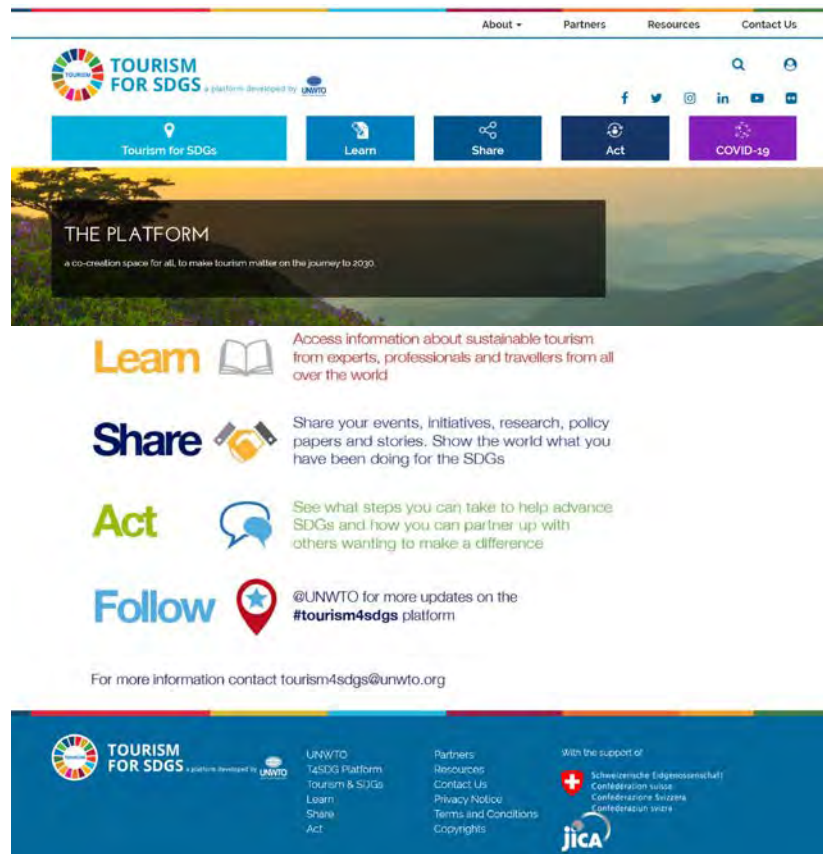 About
Partners
Resources
Contact Us
TOURISM
TOURISM
FOR SDGS a platform developed by UNWTO
Tourism for SDGs
Learn
Share
Act
COVID-19
THE PLATFORM
a co-creation space for all, to make tourism matter on the journey to 2030.
Learn
Access information about sustainable tourism
from experts, professionals and travellers from all
over the world
Share
Share your events, initiatives, research, policy
papers and stories. Show the world what you
have been doing for the SDGs
Act
See what steps you can take to help advance
SDGs and how you can partner up with
others wanting to make a difference
Follow
@UNWTO for more updates on the
#tourism4sdgs platform
For more information contact tourism4sdgs@unwto.org
TOURISM
FOR SDGS a platform developed by UNWTO
UNWTO
T4SDG Platform
Tourism & SDGs
Learn
Share
Act
Partners
Resources
Contact Us
Privacy Notice
Terms and Conditions
Copyrights
With the support of
Schweizerische Eidgenossenschaft
Confédération suisse
Confederazione Svizzera
Confederaziun svizra
jica